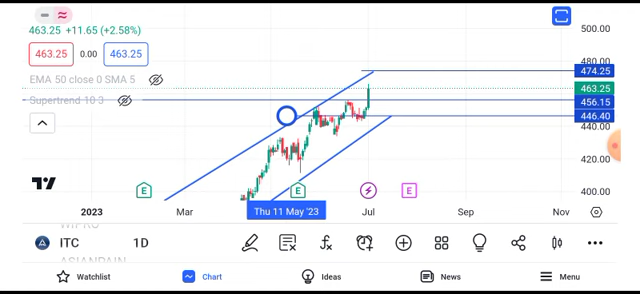 463.25 +11.65 (+2.58%)
463.25 0.00 463.25
EMA 50 close 0 SMA 5
Supertrend 10 3
500.00
480.00
474.25
463.25
456.15
446.40
440.00
420.00
400.00
E E E
2023 Mar Thu 11 May '23 Jul Sep Nov
WIPRO
ITC 1D
ASIANPAIN
Watchlist Chart Ideas News Menu